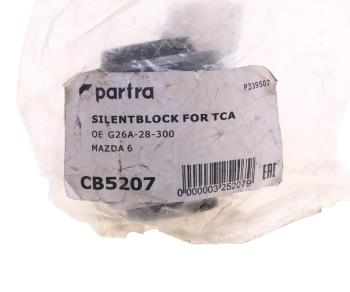 partra
P339502
SILENTBLOCK FOR TCA
OE G26A-28-300
MAZDA 6
CB5207
0 000003 252079
EAC